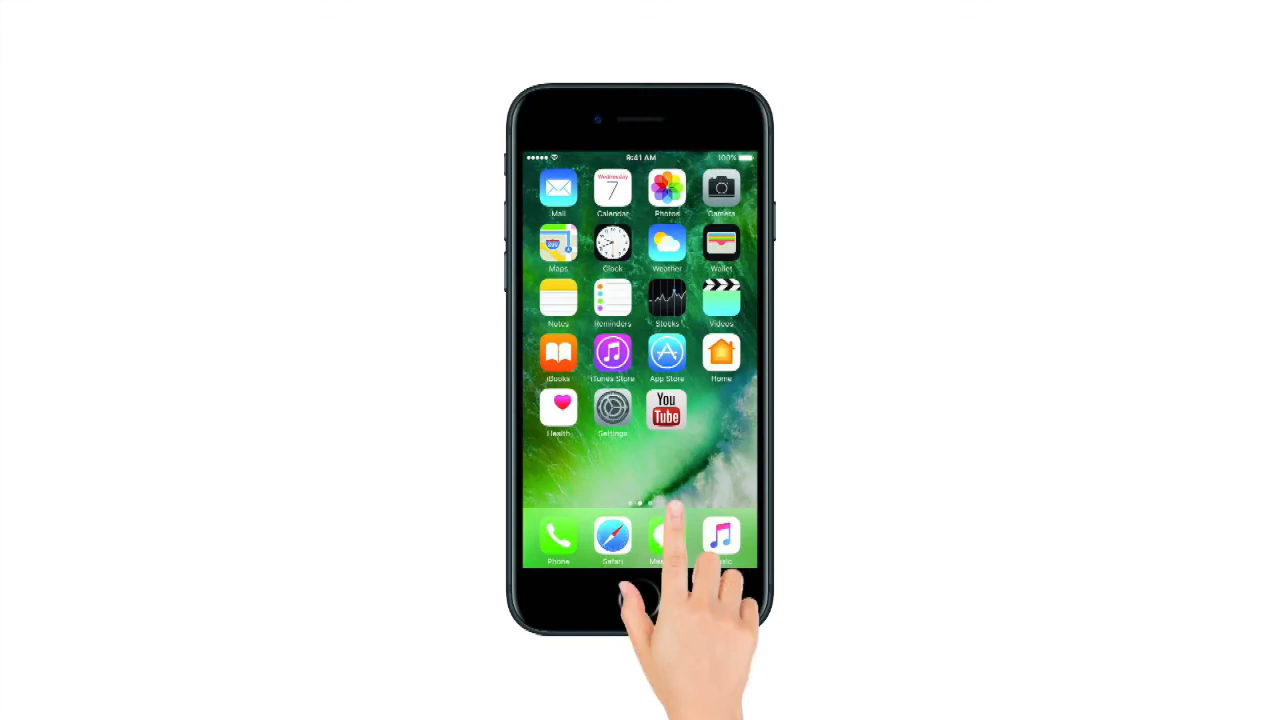 9:41 AM 100%
Wednesday
7
Mail Calendar Photos Camera
280
Maps Clock Weather Wallet
Notes Reminders Stocks Videos
iBooks iTunes Store App Store Home
You
Tube
Health Settings
Phone Safari